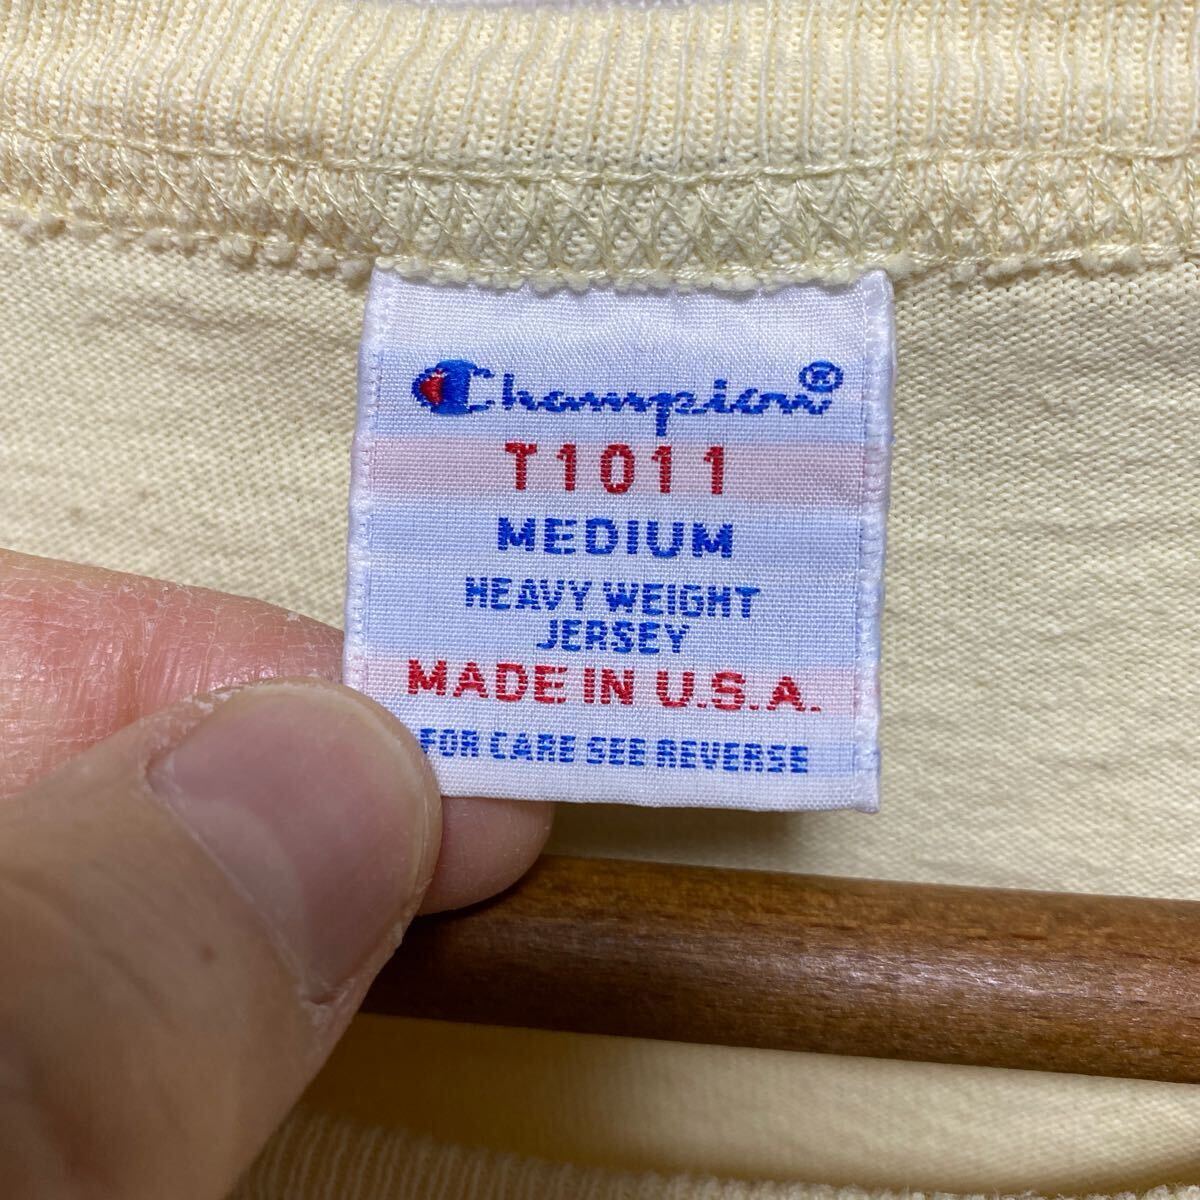 Champion®
T1011
MEDIUM
HEAVY WEIGHT
JERSEY
MADE IN U.S.A.
FOR CARE SEE REVERSE